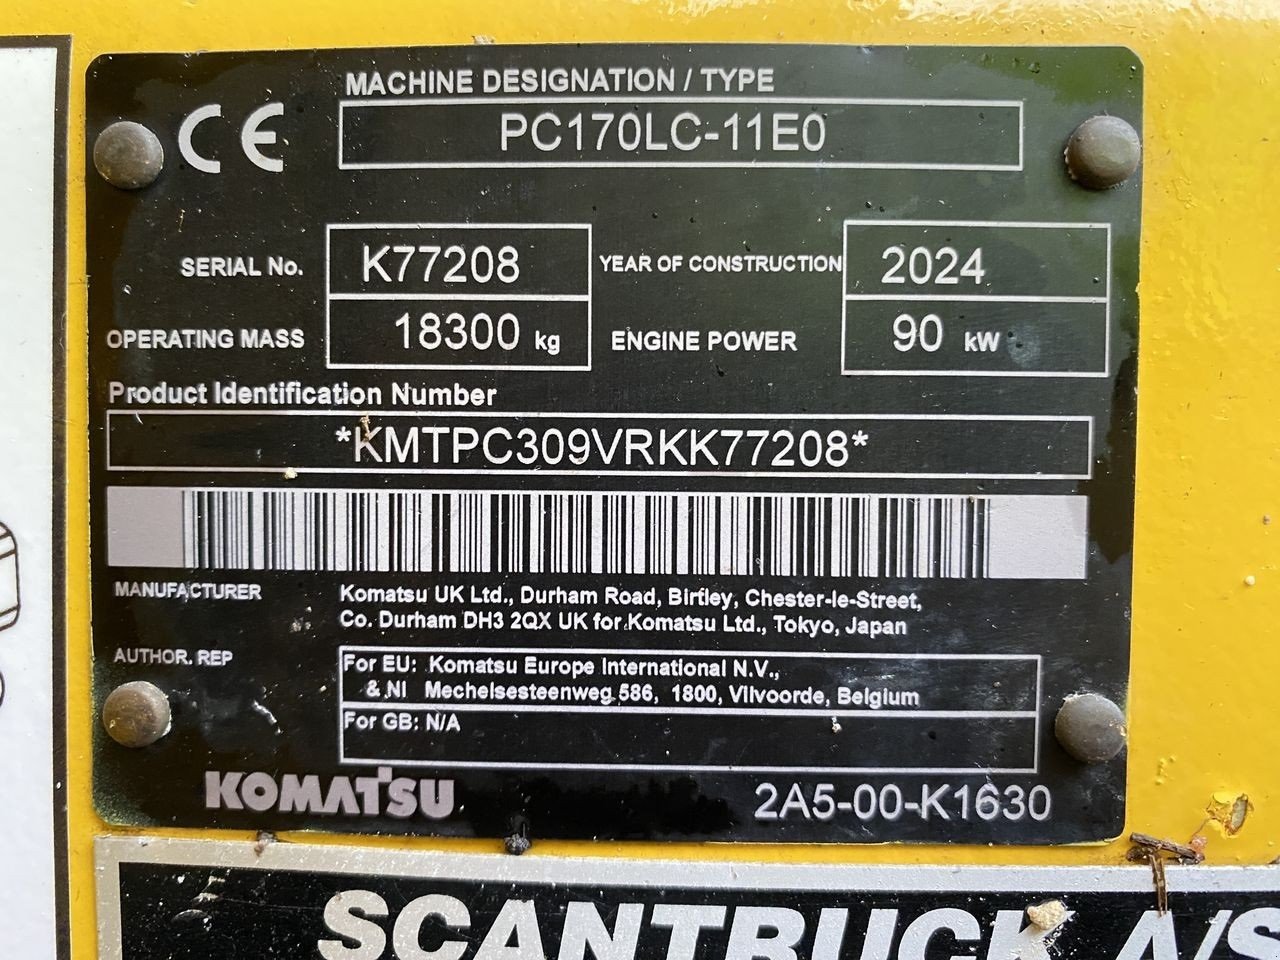 CE
MACHINE DESIGNATION / TYPE
PC170LC-11E0
SERIAL No. K77208 YEAR OF CONSTRUCTION 2024
OPERATING MASS 18300 kg ENGINE POWER 90 kW
Product Identification Number
*KMTPC309VRKK77208*
MANUFACTURER Komatsu UK Ltd., Durham Road, Birtley, Chester-le-Street,
Co. Durham DH3 2QX UK for Komatsu Ltd., Tokyo, Japan
AUTHOR. REP For EU: Komatsu Europe International N.V.,
& NI Mechelsesteenweg 586, 1800, Vilvoorde, Belgium
For GB: N/A
KOMATSU 2A5-00-K1630
SCANTRUCK A/S